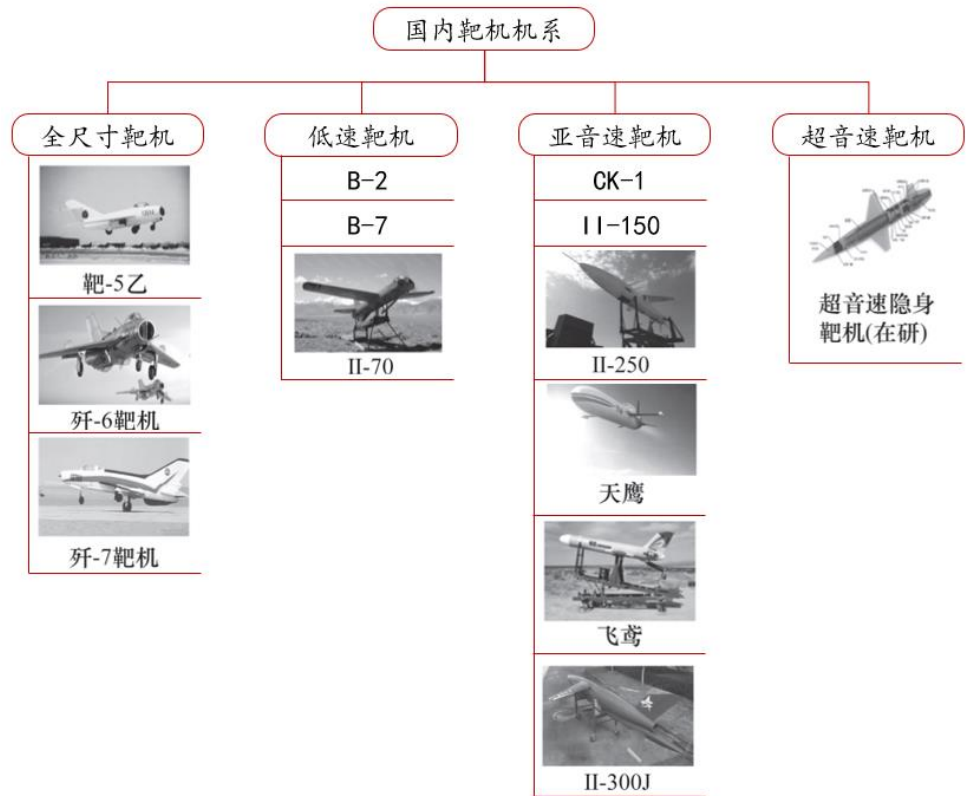 国内靶机机系
全尺寸靶机
靶-5乙
歼-6靶机
歼-7靶机
低速靶机
B-2
B-7
II-70
亚音速靶机
CK-1
II-150
II-250
天鹰
飞鸢
II-300J
超音速靶机
超音速隐身
靶机(在研)